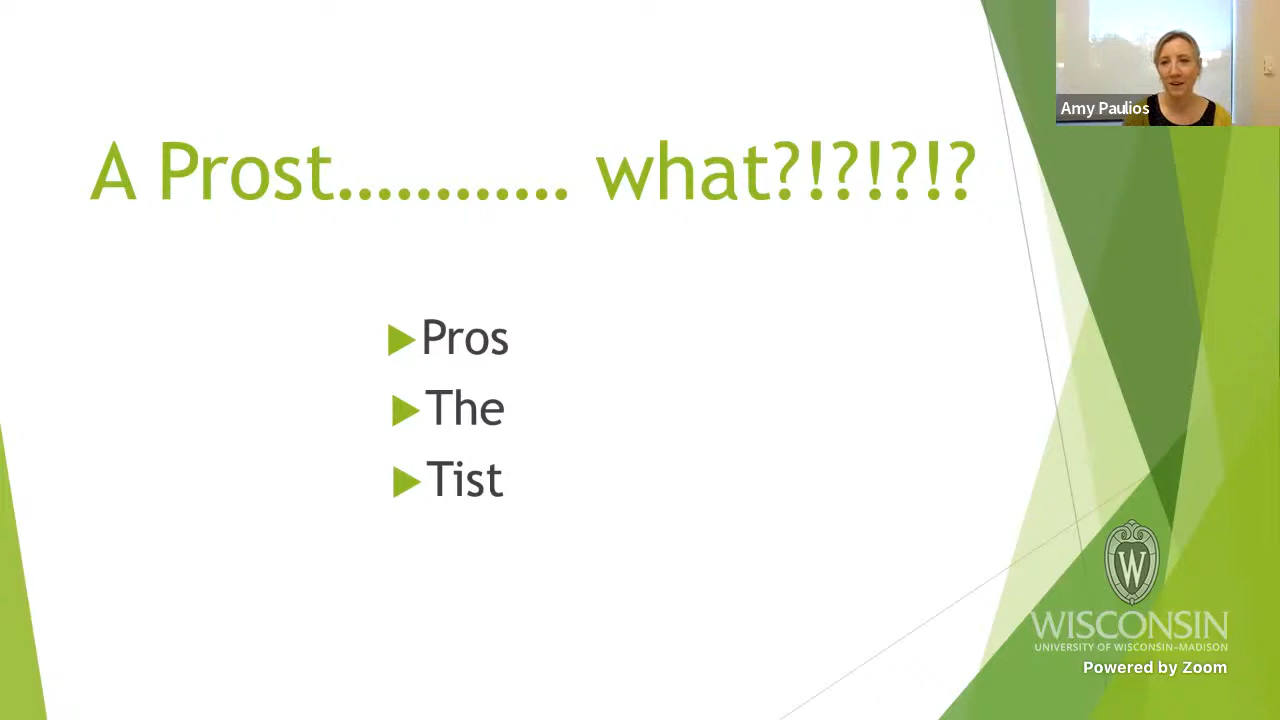 Amy Paulios
A Prost............ what?!?!?!?
Pros
The
Tist
W
WISCONSIN
UNIVERSITY OF WISCONSIN–MADISON
Powered by Zoom